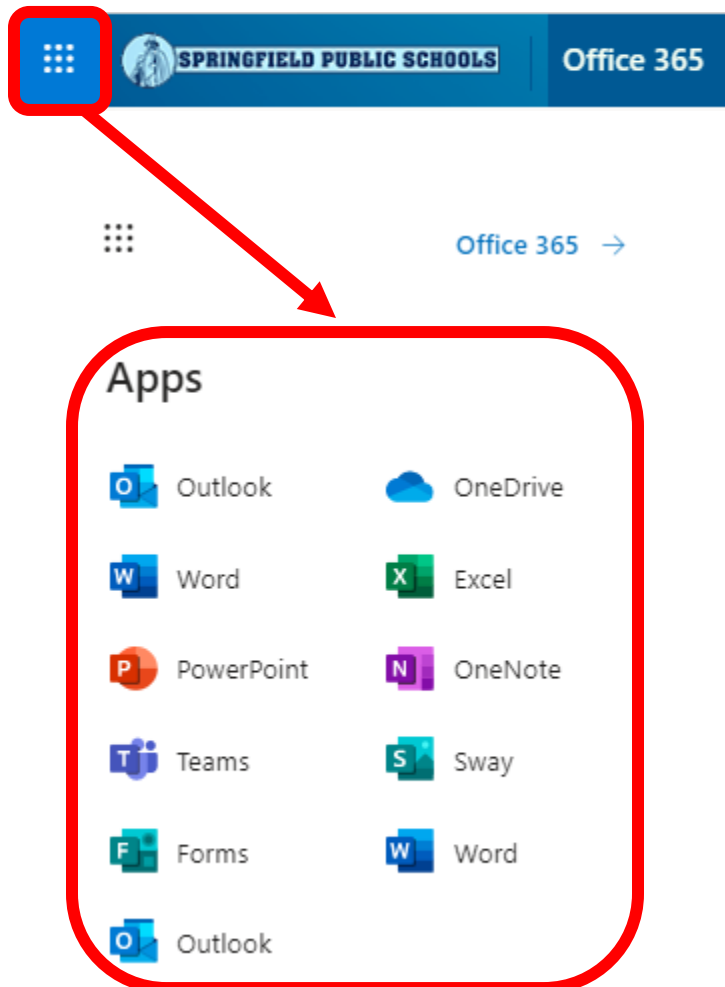 SPRINGFIELD PUBLIC SCHOOLS Office 365
Office 365 →
Apps
Outlook OneDrive
Word Excel
PowerPoint OneNote
Teams Sway
Forms Word
Outlook